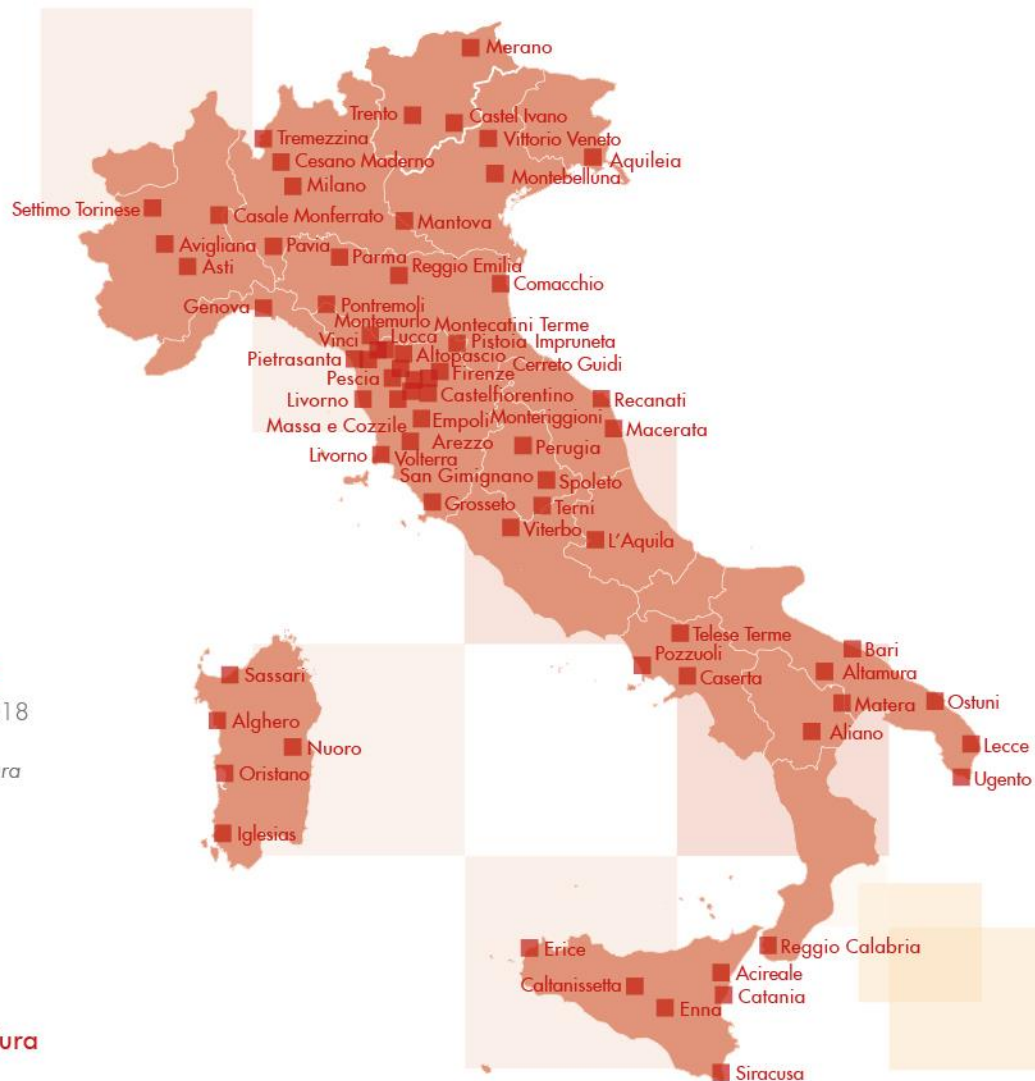 Merano
Trento
Castel Ivano
Tremezzina
Vittorio Veneto
Cesano Maderno
Aquileia
Milano
Montebelluna
Settimo Torinese
Casale Monferrato
Mantova
Avigliana
Pavia
Parma
Asti
Reggio Emilia
Comacchio
Genova
Pontremoli
Montemurlo
Montecatini Terme
Vinci
Lucca
Pistoia Impruneta
Pietrasanta
Altopascio
Cerreto Guidi
Pescia
Firenze
Livorno
Castelfiorentino
Recanati
Massa e Cozzile
Empoli
Monteriggioni
Macerata
Arezzo
Perugia
Livorno
Volterra
San Gimignano
Spoleto
Grosseto
Terni
Viterbo
L'Aquila
Telese Terme
Bari
Pozzuoli
Sassari
Caserta
Altamura
18
Alghero
Matera
Ostuni
Nuoro
Aliano
Lecce
ra
Oristano
Ugento
Iglesias
Erice
Reggio Calabria
Acireale
Caltanissetta
Catania
Enna
ura
Siracusa